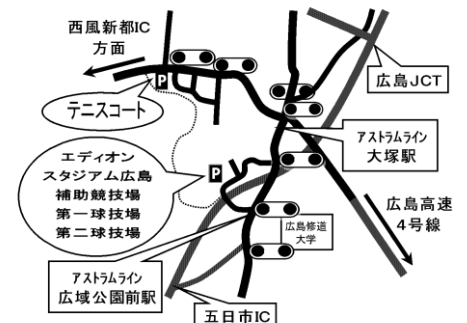 西風新都IC
方面
P
テニスコート
広島JCT
アストラムライン
大塚駅
エディオン
スタジアム広島
補助競技場
第一球技場
第二球技場
P
広島高速
4号線
広島修道
大学
アストラムライン
広域公園前駅
五日市IC